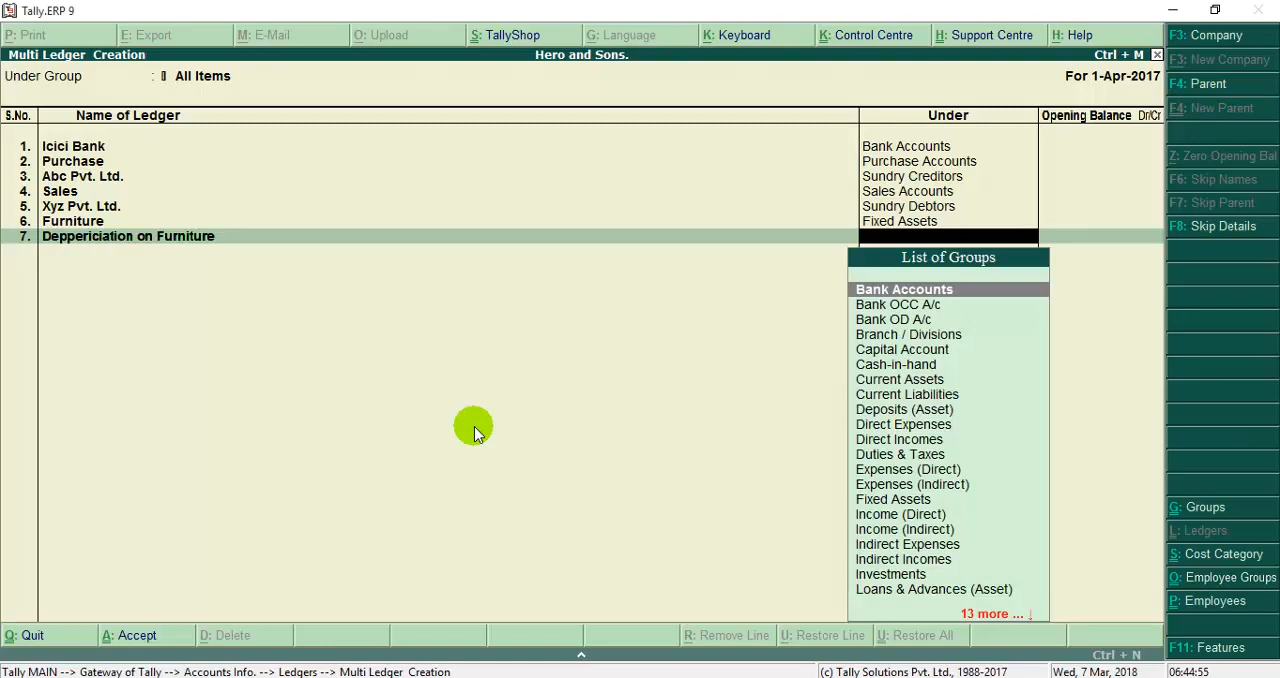 Tally.ERP 9
P: Print E: Export M: E-Mail O: Upload S: TallyShop G: Language K: Keyboard K: Control Centre H: Support Centre H: Help
F3: Company
Multi Ledger Creation Hero and Sons. Ctrl + M
F3: New Company
Under Group : All Items For 1-Apr-2017
F4: Parent
F4: New Parent
S.No. Name of Ledger Under Opening Balance Dr/Cr
1. Icici Bank Bank Accounts
2. Purchase Purchase Accounts
3. Abc Pvt. Ltd. Sundry Creditors
4. Sales Sales Accounts
5. Xyz Pvt. Ltd. Sundry Debtors
6. Furniture Fixed Assets
7. Deppericiation on Furniture
Z: Zero Opening Bal
F6: Skip Names
F7: Skip Parent
F8: Skip Details
List of Groups
Bank Accounts
Bank OCC A/c
Bank OD A/c
Branch / Divisions
Capital Account
Cash-in-hand
Current Assets
Current Liabilities
Deposits (Asset)
Direct Expenses
Direct Incomes
Duties & Taxes
Expenses (Direct)
Expenses (Indirect)
Fixed Assets
Income (Direct)
Income (Indirect)
Indirect Expenses
Indirect Incomes
Investments
Loans & Advances (Asset)
13 more ... ↓
G: Groups
L: Ledgers
S: Cost Category
O: Employee Groups
P: Employees
F11: Features
Q: Quit A: Accept D: Delete R: Remove Line U: Restore Line U: Restore All
Ctrl + N
Tally MAIN --> Gateway of Tally --> Accounts Info. --> Ledgers --> Multi Ledger Creation (c) Tally Solutions Pvt. Ltd., 1988-2017 Wed, 7 Mar, 2018 06:44:55